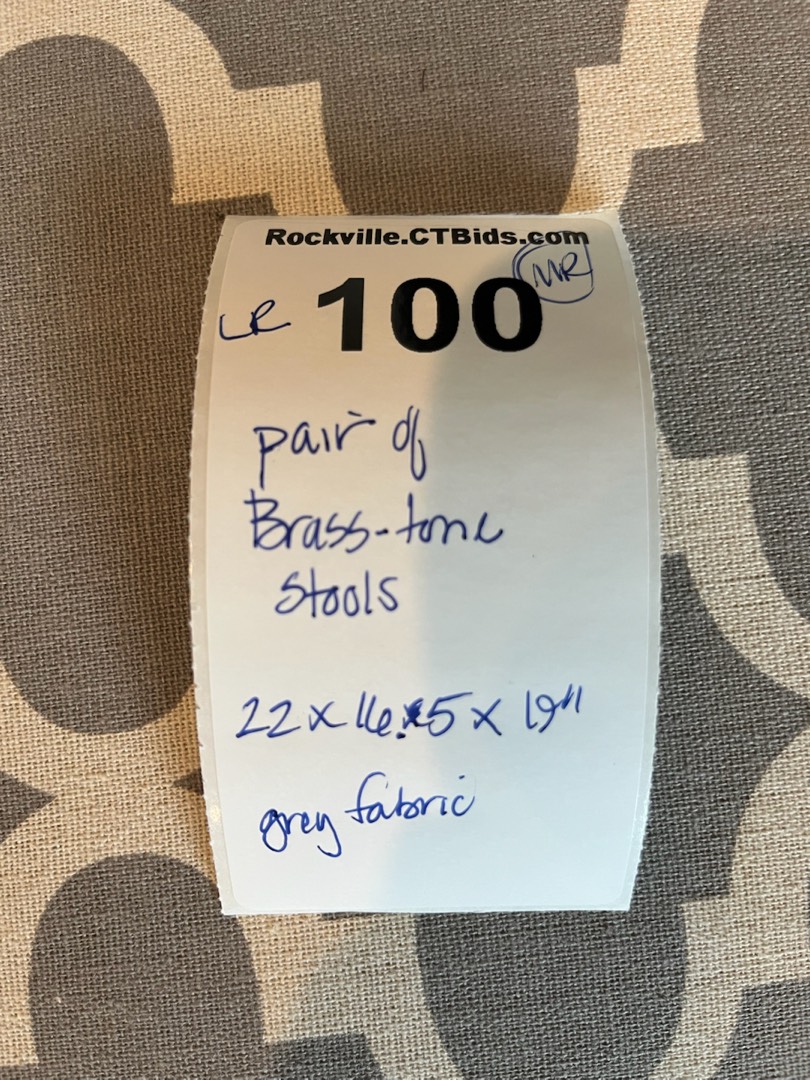 Rockville.CTBids.com
MR
LR 100
pair of
Brass-tone
Stools
22 x 16.5 x 19"
grey fabric